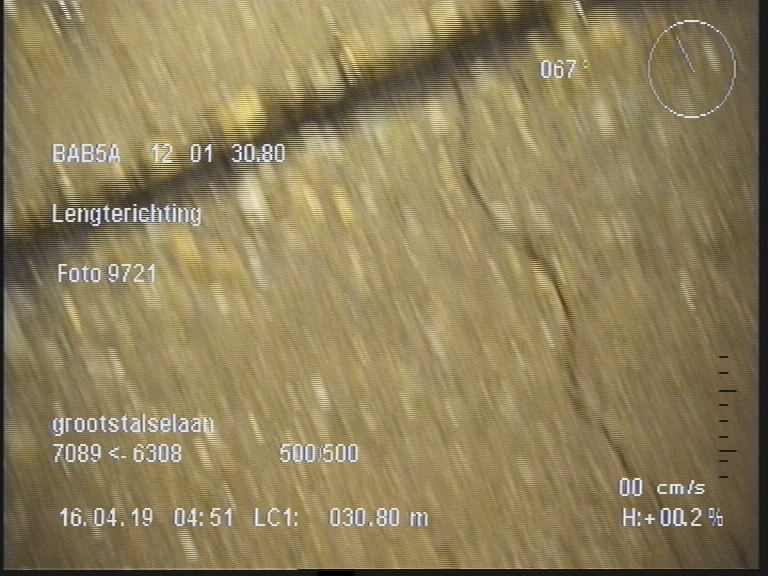 067°
BAB5A 12 01 30.80
Lengterichting
Foto 9721
grootstalselaan
7089 <- 6308 500/500
00 cm/s
16.04.19 04:51 LC1: 030.80 m H:+00.2 %